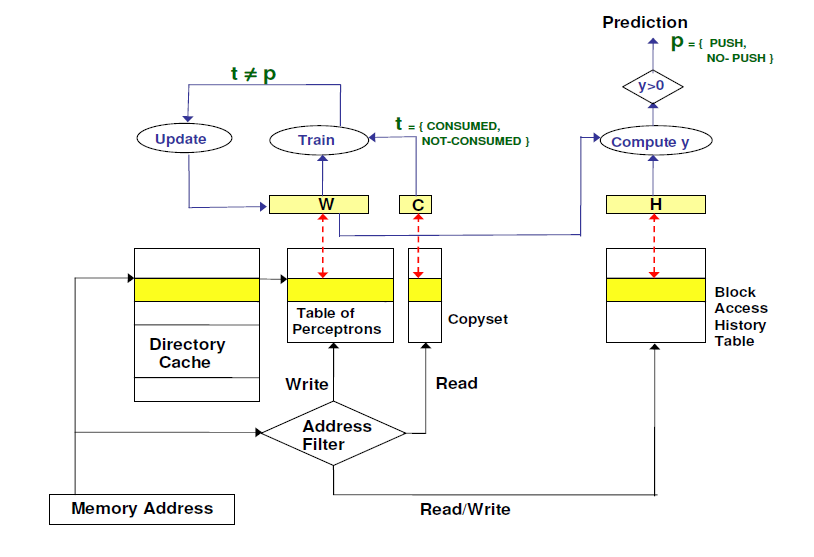 Prediction
p = { PUSH,
NO- PUSH }
t ≠ p
y>0
t = { CONSUMED,
NOT-CONSUMED }
Update
Train
Compute y
W
C
H
Table of
Perceptrons
Copyset
Block
Access
History
Table
Directory
Cache
Write
Read
Address
Filter
Memory Address
Read/Write